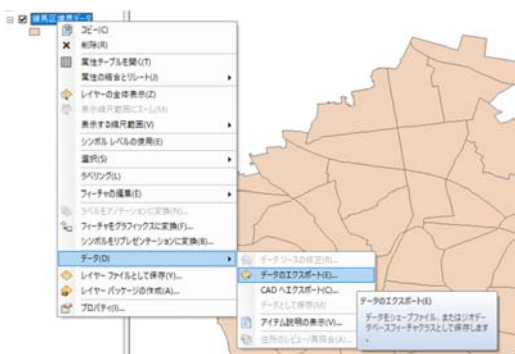 練馬区境界データ
コピー(C)
削除(R)
属性テーブルを開く(T)
属性の結合とリレート(J)
レイヤーの全体表示(Z)
表示縮尺範囲にズーム(M)
表示する縮尺範囲(V)
シンボル レベルの使用(E)
選択(S)
ラベリング(L)
フィーチャの編集(E)
ラベルをアノテーションに変換(N)...
フィーチャをグラフィックスに変換(F)...
シンボルをリプレゼンテーションに変換(B)...
データ(D)
レイヤー ファイルとして保存(Y)...
レイヤー パッケージの作成(A)...
プロパティ(I)...
データ ソースの修正(R)...
データのエクスポート(E)...
CAD へエクスポート(C)...
データとして保存(M)
アイテム説明の表示(V)...
住所のレビュー/再照合(A)...
データのエクスポート(E)
データをシェープファイル、またはジオデ
ータベースフィーチャクラスとして保存します
。